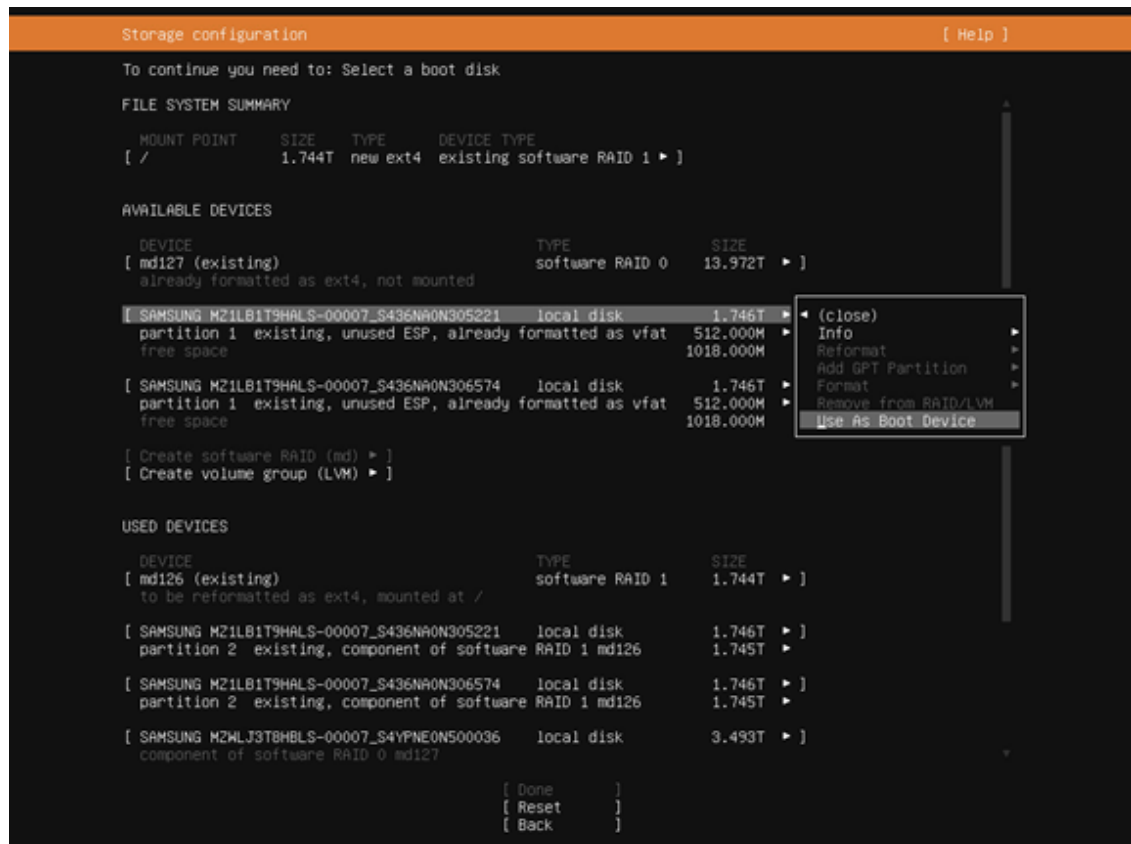 Storage configuration [ Help ]
To continue you need to: Select a boot disk
FILE SYSTEM SUMMARY
MOUNT POINT SIZE TYPE DEVICE TYPE
[ / 1.744T new ext4 existing software RAID 1 ▸ ]
AVAILABLE DEVICES
DEVICE TYPE SIZE
[ md127 (existing) software RAID 0 13.972T ▸ ]
already formatted as ext4, not mounted
[ SAMSUNG MZ1LB1T9HALS-00007_S436NA0N305221 local disk 1.746T ▸ ◂ (close)
partition 1 existing, unused ESP, already formatted as vfat 512.000M ▸ Info ▸
free space 1018.000M Reformat ▸
Add GPT Partition ▸
[ SAMSUNG MZ1LB1T9HALS-00007_S436NA0N306574 local disk 1.746T ▸ Format ▸
partition 1 existing, unused ESP, already formatted as vfat 512.000M ▸ Remove from RAID/LVM
free space 1018.000M Use As Boot Device
[ Create software RAID (md) ▸ ]
[ Create volume group (LVM) ▸ ]
USED DEVICES
DEVICE TYPE SIZE
[ md126 (existing) software RAID 1 1.744T ▸ ]
to be reformatted as ext4, mounted at /
[ SAMSUNG MZ1LB1T9HALS-00007_S436NA0N305221 local disk 1.746T ▸ ]
partition 2 existing, component of software RAID 1 md126 1.745T ▸
[ SAMSUNG MZ1LB1T9HALS-00007_S436NA0N306574 local disk 1.746T ▸ ]
partition 2 existing, component of software RAID 1 md126 1.745T ▸
[ SAMSUNG MZWLJ3T8HBLS-00007_S4YPNE0N500036 local disk 3.493T ▸ ]
component of software RAID 0 md127
[ Done ]
[ Reset ]
[ Back ]